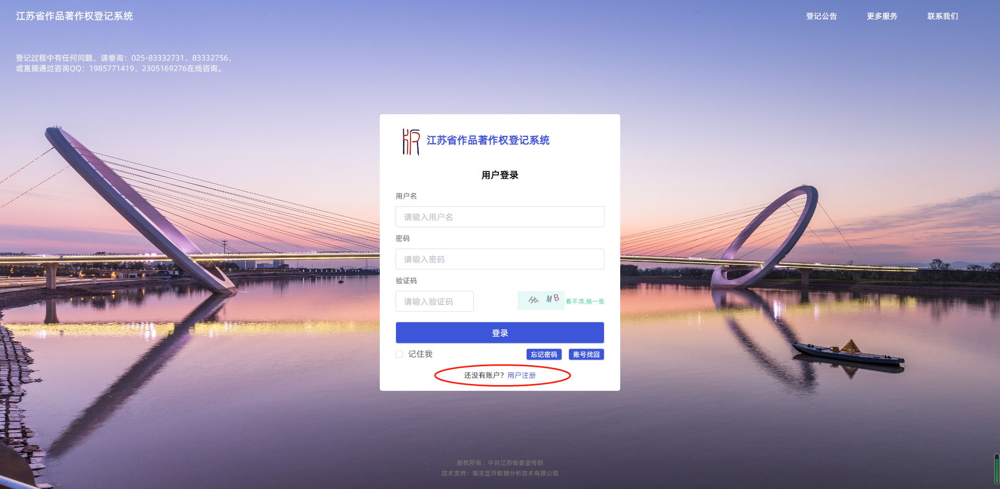 江苏省作品著作权登记系统
登记公告 更多服务 联系我们
登记过程中有任何问题，请垂询：025-83332731、83332756，
或直接通过咨询QQ：1985771419、2305169276在线咨询。
江苏省作品著作权登记系统
用户登录
用户名
请输入用户名
密码
请输入密码
验证码
请输入验证码
看不清,换一张
登录
记住我 忘记密码 账号找回
还没有账户？用户注册
版权所有：中共江苏省委宣传部
技术支持：南京宜开数据分析技术有限公司